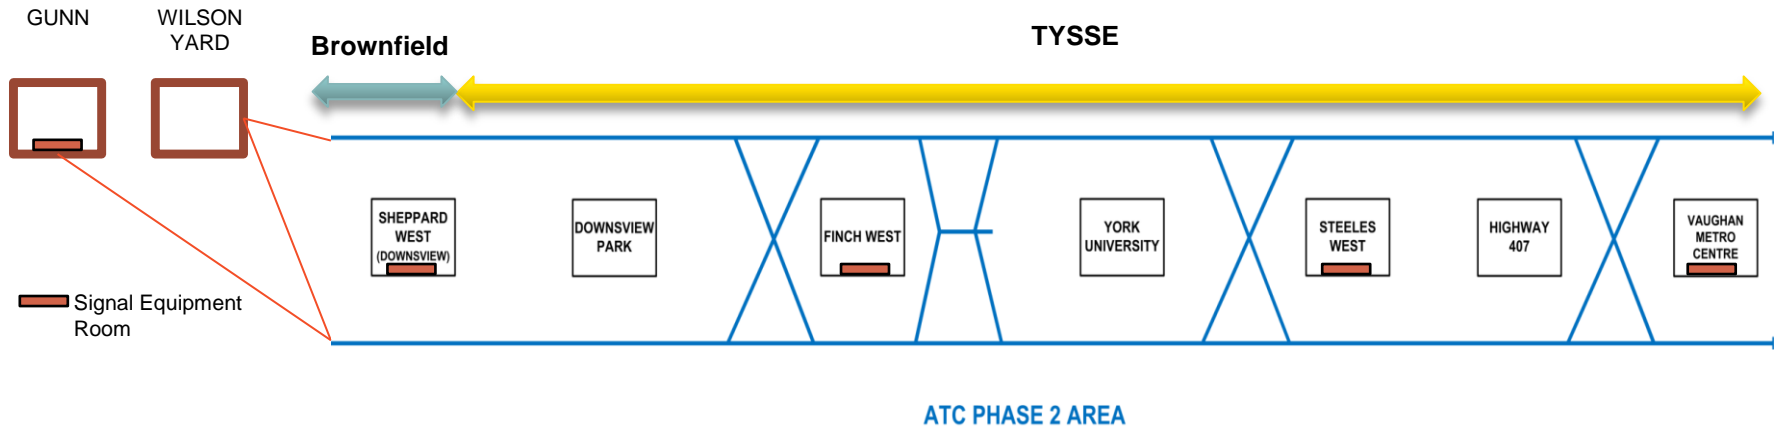 GUNN
WILSON
YARD
Brownfield
TYSSE
SHEPPARD
WEST
(DOWNSVIEW)
DOWNSVIEW
PARK
FINCH WEST
YORK
UNIVERSITY
STEELES
WEST
HIGHWAY
407
VAUGHAN
METRO
CENTRE
Signal Equipment
Room
ATC PHASE 2 AREA